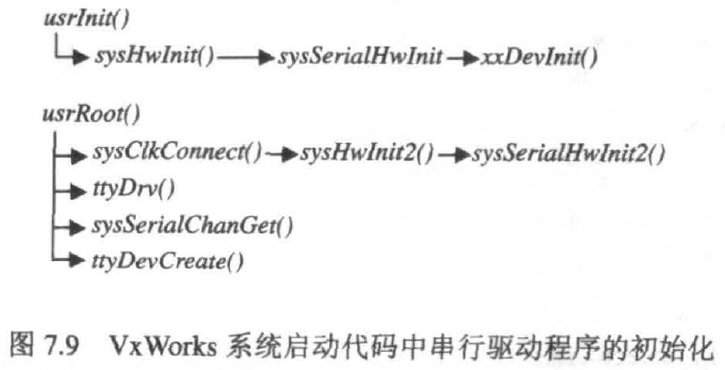 usrInit()
sysHwInit() sysSerialHwInit xxDevInit()
usrRoot()
sysClkConnect() sysHwInit2() sysSerialHwInit2()
ttyDrv()
sysSerialChanGet()
ttyDevCreate()
图 7.9 VxWorks 系统启动代码中串行驱动程序的初始化